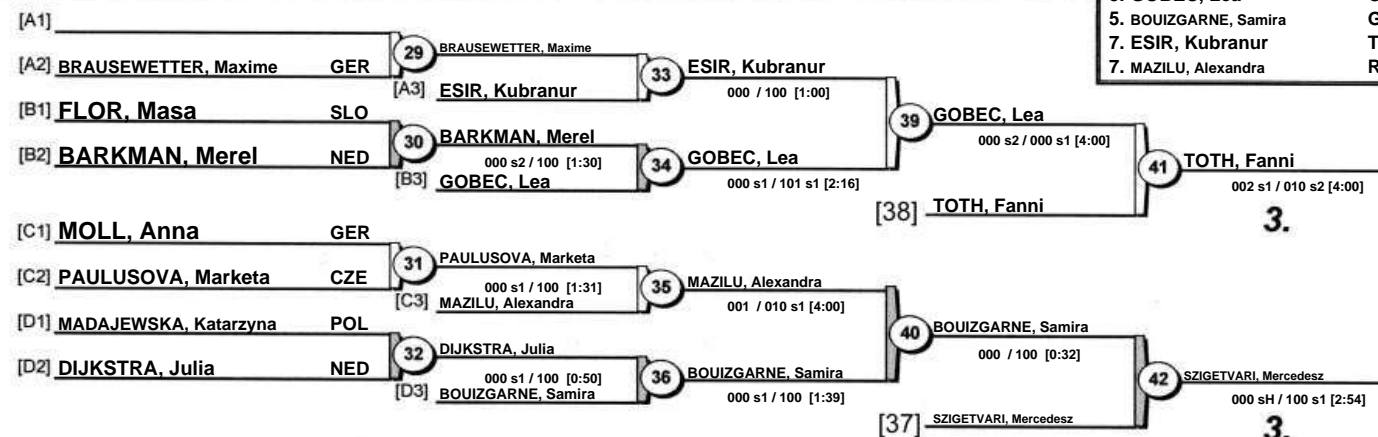 5. BOUIZGARNE, Samira G
7. ESIR, Kubranur T
7. MAZILU, Alexandra R
[A1]
29 BRAUSEWETTER, Maxime
[A2] BRAUSEWETTER, Maxime GER
33 ESIR, Kubranur
000 / 100 [1:00]
[A3] ESIR, Kubranur
[B1] FLOR, Masa SLO
39 GOBEC, Lea
000 s2 / 000 s1 [4:00]
30 BARKMAN, Merel
000 s2 / 100 [1:30]
[B2] BARKMAN, Merel NED
34 GOBEC, Lea
000 s1 / 101 s1 [2:16]
[B3] GOBEC, Lea
41 TOTH, Fanni
002 s1 / 010 s2 [4:00]
[38] TOTH, Fanni
3.
[C1] MOLL, Anna GER
31 PAULUSOVA, Marketa
000 s1 / 100 [1:31]
[C2] PAULUSOVA, Marketa CZE
35 MAZILU, Alexandra
001 / 010 s1 [4:00]
[C3] MAZILU, Alexandra
[D1] MADAJEWSKA, Katarzyna POL
40 BOUIZGARNE, Samira
000 / 100 [0:32]
32 DIJKSTRA, Julia
000 s1 / 100 [0:50]
[D2] DIJKSTRA, Julia NED
36 BOUIZGARNE, Samira
000 s1 / 100 [1:39]
[D3] BOUIZGARNE, Samira
42 SZIGETVARI, Mercedesz
000 sH / 100 s1 [2:54]
[37] SZIGETVARI, Mercedesz
3.